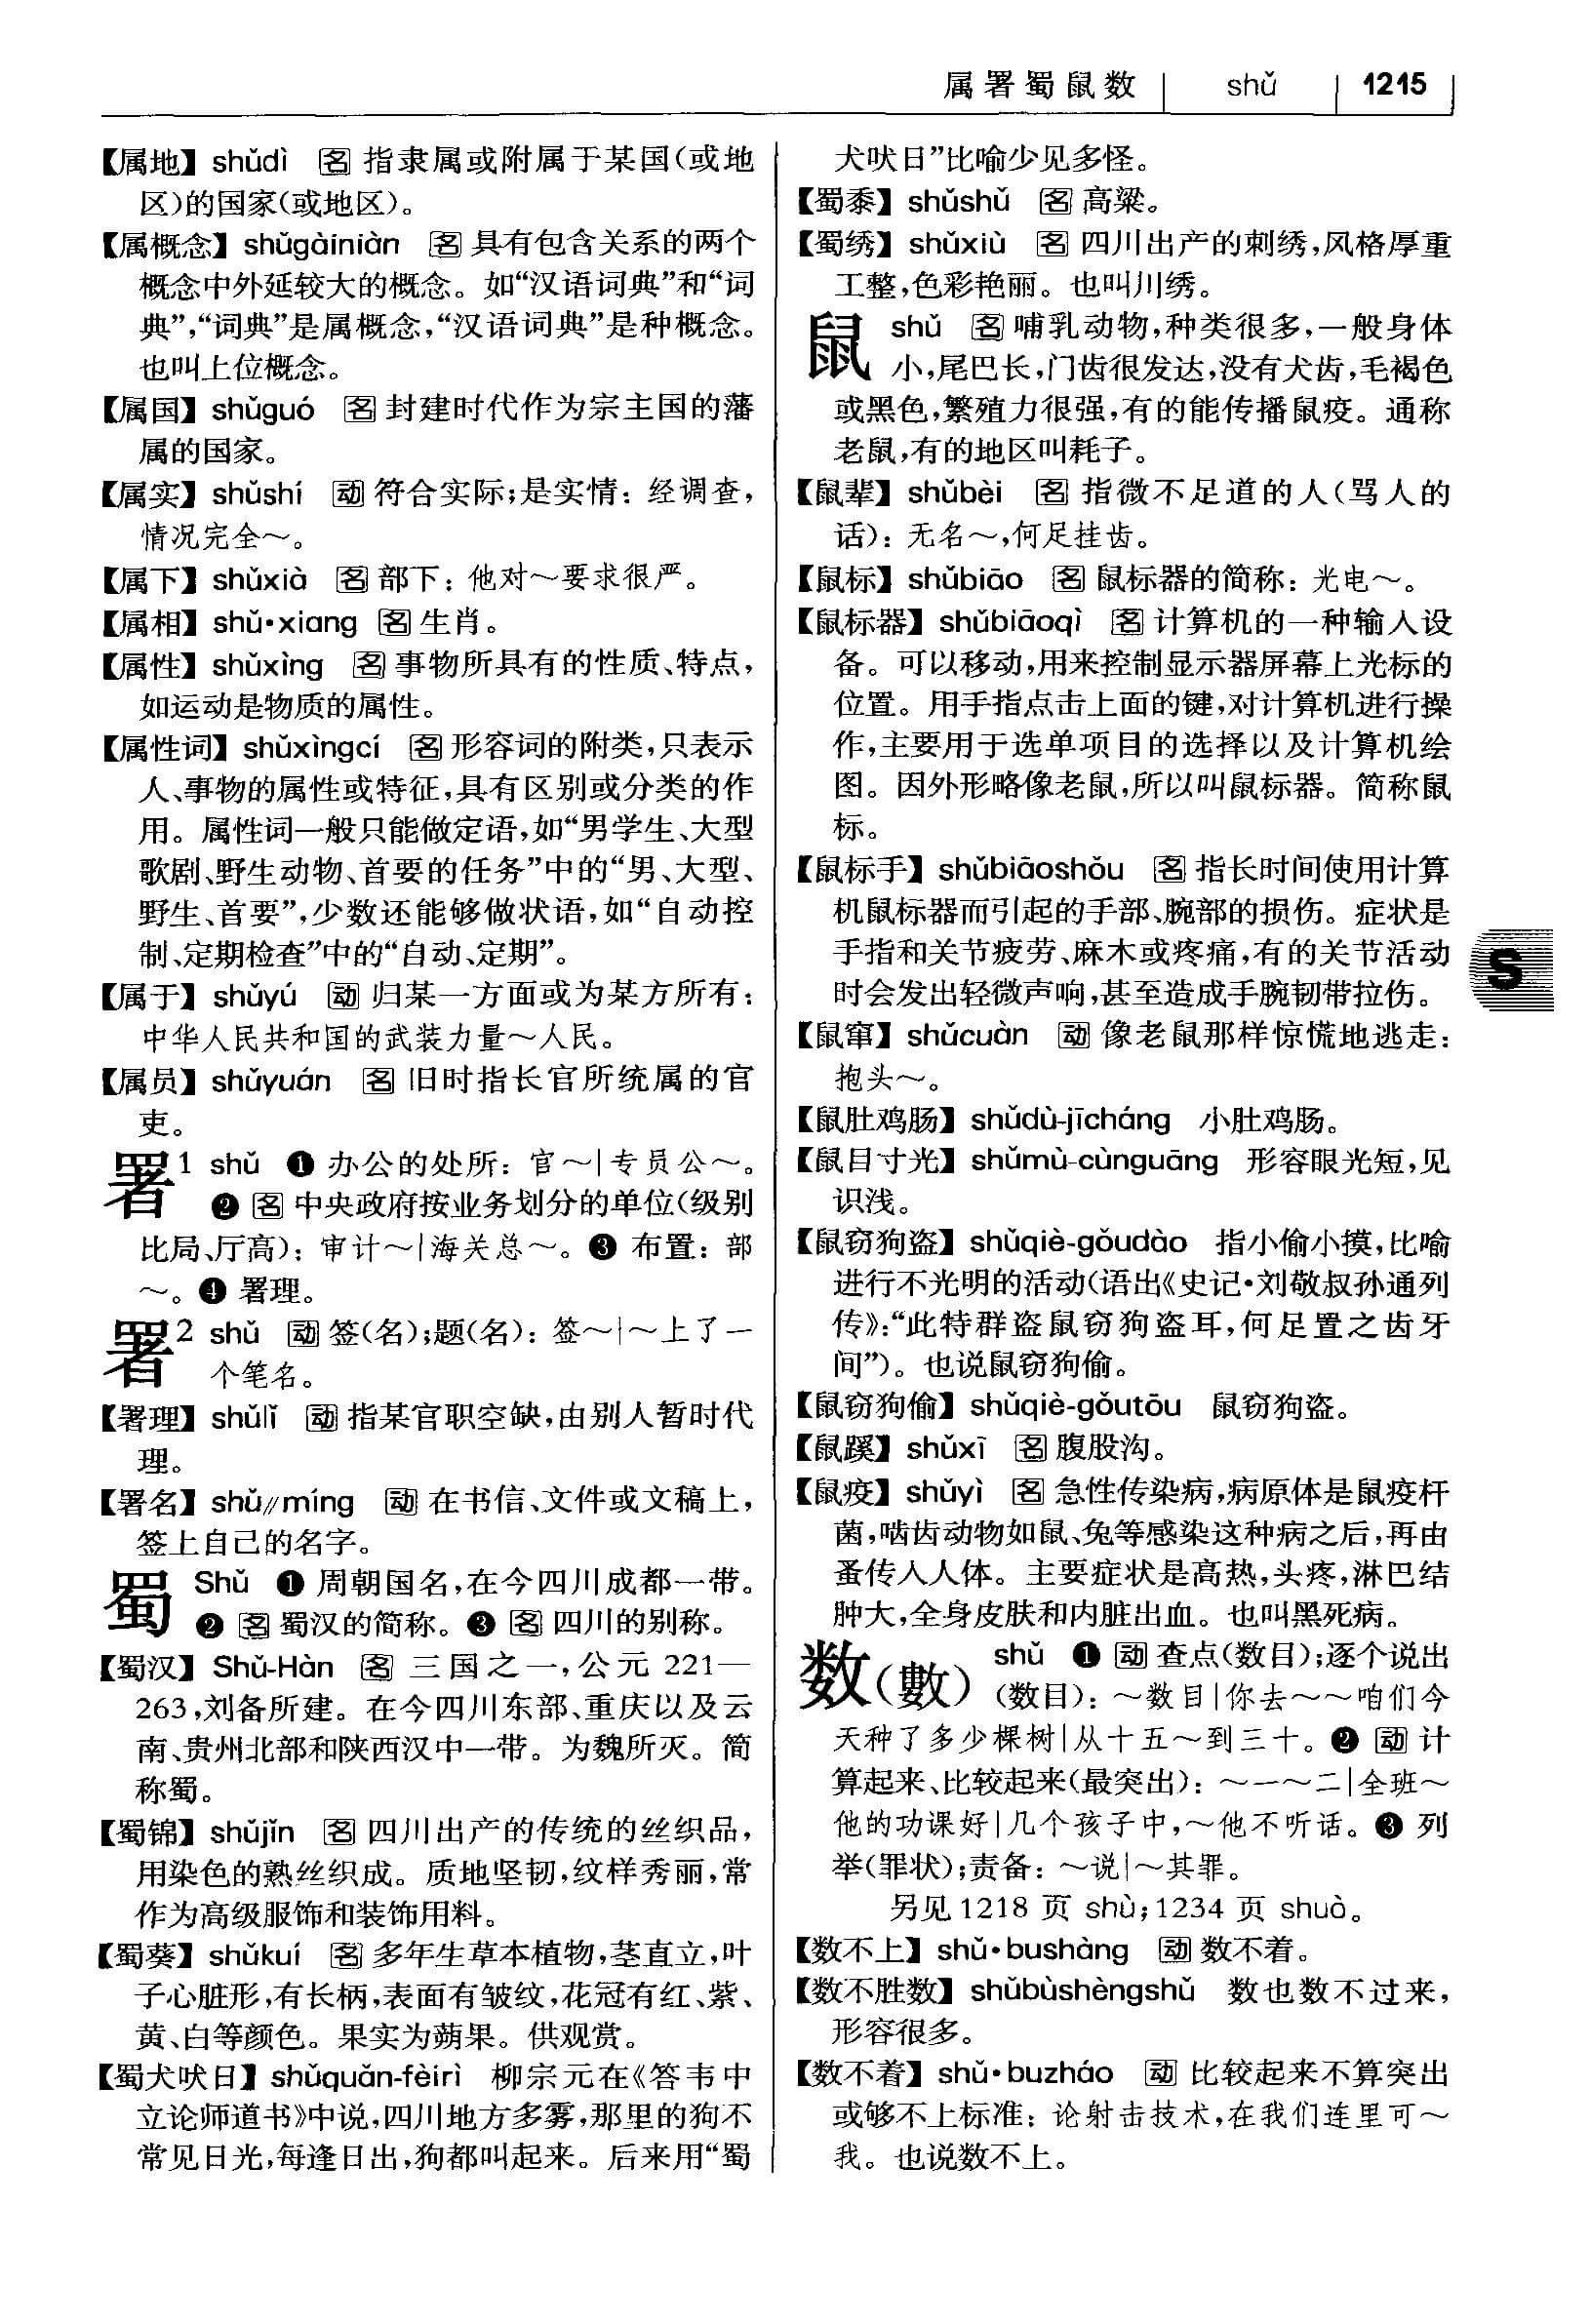 属署蜀鼠数 shǔ 1215
【属地】shǔdì 名 指隶属或附属于某国(或地
区)的国家(或地区)。
【属概念】shǔgàiniàn 名 具有包含关系的两个
概念中外延较大的概念。如“汉语词典”和“词
典”,“词典”是属概念,“汉语词典”是种概念。
也叫上位概念。
【属国】shǔguó 名 封建时代作为宗主国的藩
属的国家。
【属实】shǔshí 动 符合实际;是实情:经调查,
情况完全~。
【属下】shǔxià 名 部下:他对~要求很严。
【属相】shǔ•xiang 名 生肖。
【属性】shǔxìng 名 事物所具有的性质、特点,
如运动是物质的属性。
【属性词】shǔxìngcí 名 形容词的附类,只表示
人、事物的属性或特征,具有区别或分类的作
用。属性词一般只能做定语,如“男学生、大型
歌剧、野生动物、首要的任务”中的“男、大型、
野生、首要”,少数还能够做状语,如“自动控
制、定期检查”中的“自动、定期”。
【属于】shǔyú 动 归某一方面或为某方所有:
中华人民共和国的武装力量~人民。
【属员】shǔyuán 名 旧时指长官所统属的官
吏。
署1 shǔ ❶ 办公的处所:官~|专员公~。
❷ 名 中央政府按业务划分的单位(级别
比局、厅高):审计~|海关总~。❸ 布置:部
~。❹ 署理。
署2 shǔ 动 签(名);题(名):签~|~上了一
个笔名。
【署理】shǔlǐ 动 指某官职空缺,由别人暂时代
理。
【署名】shǔ//míng 动 在书信、文件或文稿上,
签上自己的名字。
蜀 Shǔ ❶ 周朝国名,在今四川成都一带。
❷ 名 蜀汉的简称。❸ 名 四川的别称。
【蜀汉】Shǔ-Hàn 名 三国之一,公元 221—
263,刘备所建。在今四川东部、重庆以及云
南、贵州北部和陕西汉中一带。为魏所灭。简
称蜀。
【蜀锦】shǔjǐn 名 四川出产的传统的丝织品,
用染色的熟丝织成。质地坚韧,纹样秀丽,常
作为高级服饰和装饰用料。
【蜀葵】shǔkuí 名 多年生草本植物,茎直立,叶
子心脏形,有长柄,表面有皱纹,花冠有红、紫、
黄、白等颜色。果实为蒴果。供观赏。
【蜀犬吠日】shǔquǎn-fèirì 柳宗元在《答韦中
立论师道书》中说,四川地方多雾,那里的狗不
常见日光,每逢日出,狗都叫起来。后来用“蜀
犬吠日”比喻少见多怪。
【蜀黍】shǔshǔ 名 高粱。
【蜀绣】shǔxiù 名 四川出产的刺绣,风格厚重
工整,色彩艳丽。也叫川绣。
鼠 shǔ 名 哺乳动物,种类很多,一般身体
小,尾巴长,门齿很发达,没有犬齿,毛褐色
或黑色,繁殖力很强,有的能传播鼠疫。通称
老鼠,有的地区叫耗子。
【鼠辈】shǔbèi 名 指微不足道的人(骂人的
话):无名~,何足挂齿。
【鼠标】shǔbiāo 名 鼠标器的简称:光电~。
【鼠标器】shǔbiāoqì 名 计算机的一种输入设
备。可以移动,用来控制显示器屏幕上光标的
位置。用手指点击上面的键,对计算机进行操
作,主要用于选单项目的选择以及计算机绘
图。因外形略像老鼠,所以叫鼠标器。简称鼠
标。
【鼠标手】shǔbiāoshǒu 名 指长时间使用计算
机鼠标器而引起的手部、腕部的损伤。症状是
手指和关节疲劳、麻木或疼痛,有的关节活动
时会发出轻微声响,甚至造成手腕韧带拉伤。
【鼠窜】shǔcuàn 动 像老鼠那样惊慌地逃走:
抱头~。
【鼠肚鸡肠】shǔdù-jīcháng 小肚鸡肠。
【鼠目寸光】shǔmù-cùnguāng 形容眼光短,见
识浅。
【鼠窃狗盗】shǔqiè-gǒudào 指小偷小摸,比喻
进行不光明的活动(语出《史记•刘敬叔孙通列
传》:“此特群盗鼠窃狗盗耳,何足置之齿牙
间”)。也说鼠窃狗偷。
【鼠窃狗偷】shǔqiè-gǒutōu 鼠窃狗盗。
【鼠蹊】shǔxī 名 腹股沟。
【鼠疫】shǔyì 名 急性传染病,病原体是鼠疫杆
菌,啮齿动物如鼠、兔等感染这种病之后,再由
蚤传入人体。主要症状是高热,头疼,淋巴结
肿大,全身皮肤和内脏出血。也叫黑死病。
数(數) shǔ ❶ 动 查点(数目);逐个说出
(数目):~数目|你去~~咱们今
天种了多少棵树|从十五~到三十。❷ 动 计
算起来、比较起来(最突出):~一~二|全班~
他的功课好|几个孩子中,~他不听话。❸ 列
举(罪状);责备:~说|~其罪。
另见 1218 页 shù;1234 页 shuò。
【数不上】shǔ•bushàng 动 数不着。
【数不胜数】shǔbùshèngshǔ 数也数不过来,
形容很多。
【数不着】shǔ•buzháo 动 比较起来不算突出
或够不上标准:论射击技术,在我们连里可~
我。也说数不上。
S